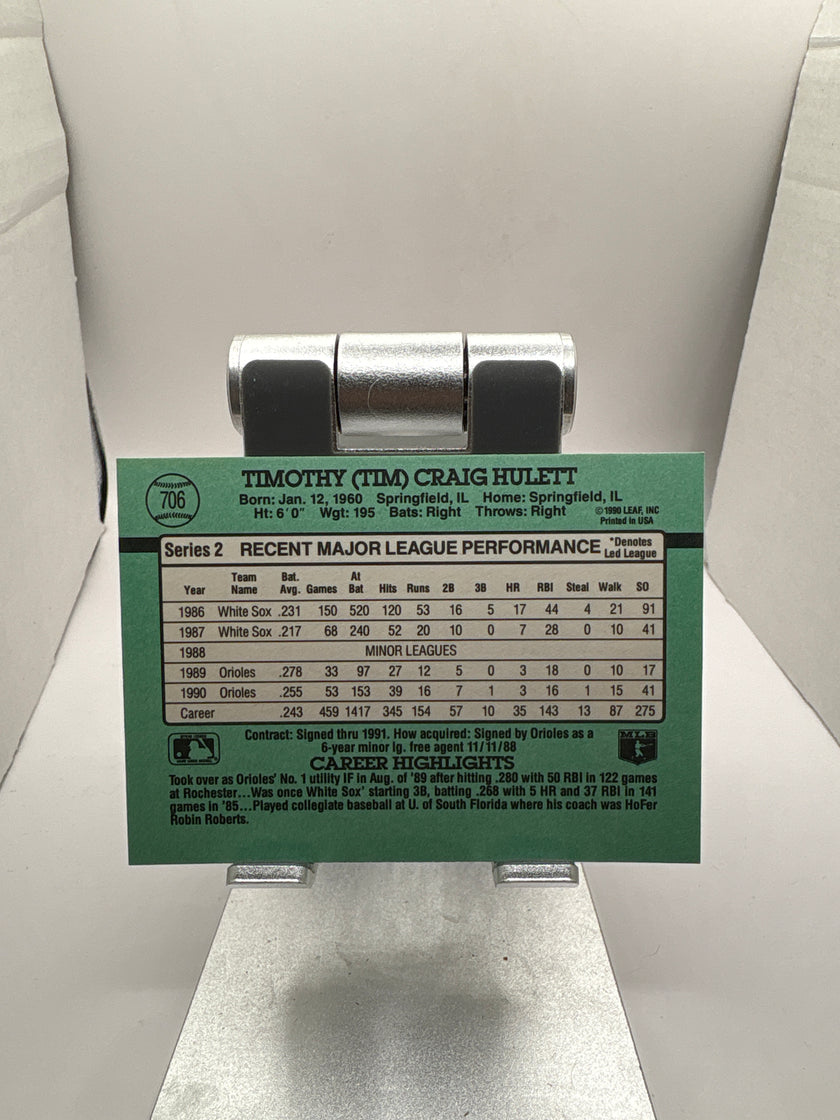 706
TIMOTHY (TIM) CRAIG HULETT
Born: Jan. 12, 1960 Springfield, IL Home: Springfield, IL
Ht: 6'0" Wgt: 195 Bats: Right Throws: Right
©1990 LEAF, INC
Printed in USA
Series 2 RECENT MAJOR LEAGUE PERFORMANCE *Denotes Led League
Year Team Name Bat. Avg. Games At Bat Hits Runs 2B 3B HR RBI Steal Walk SO
1986 White Sox .231 150 520 120 53 16 5 17 44 4 21 91
1987 White Sox .217 68 240 52 20 10 0 7 28 0 10 41
1988 MINOR LEAGUES
1989 Orioles .278 33 97 27 12 5 0 3 18 0 10 17
1990 Orioles .255 53 153 39 16 7 1 3 16 1 15 41
Career .243 459 1417 345 154 57 10 35 143 13 87 275
Contract: Signed thru 1991. How acquired: Signed by Orioles as a
6-year minor lg. free agent 11/11/88
MLB
CAREER HIGHLIGHTS
Took over as Orioles' No. 1 utility IF in Aug. of '89 after hitting .280 with 50 RBI in 122 games
at Rochester...Was once White Sox' starting 3B, batting .268 with 5 HR and 37 RBI in 141
games in '85...Played collegiate baseball at U. of South Florida where his coach was HoFer
Robin Roberts.